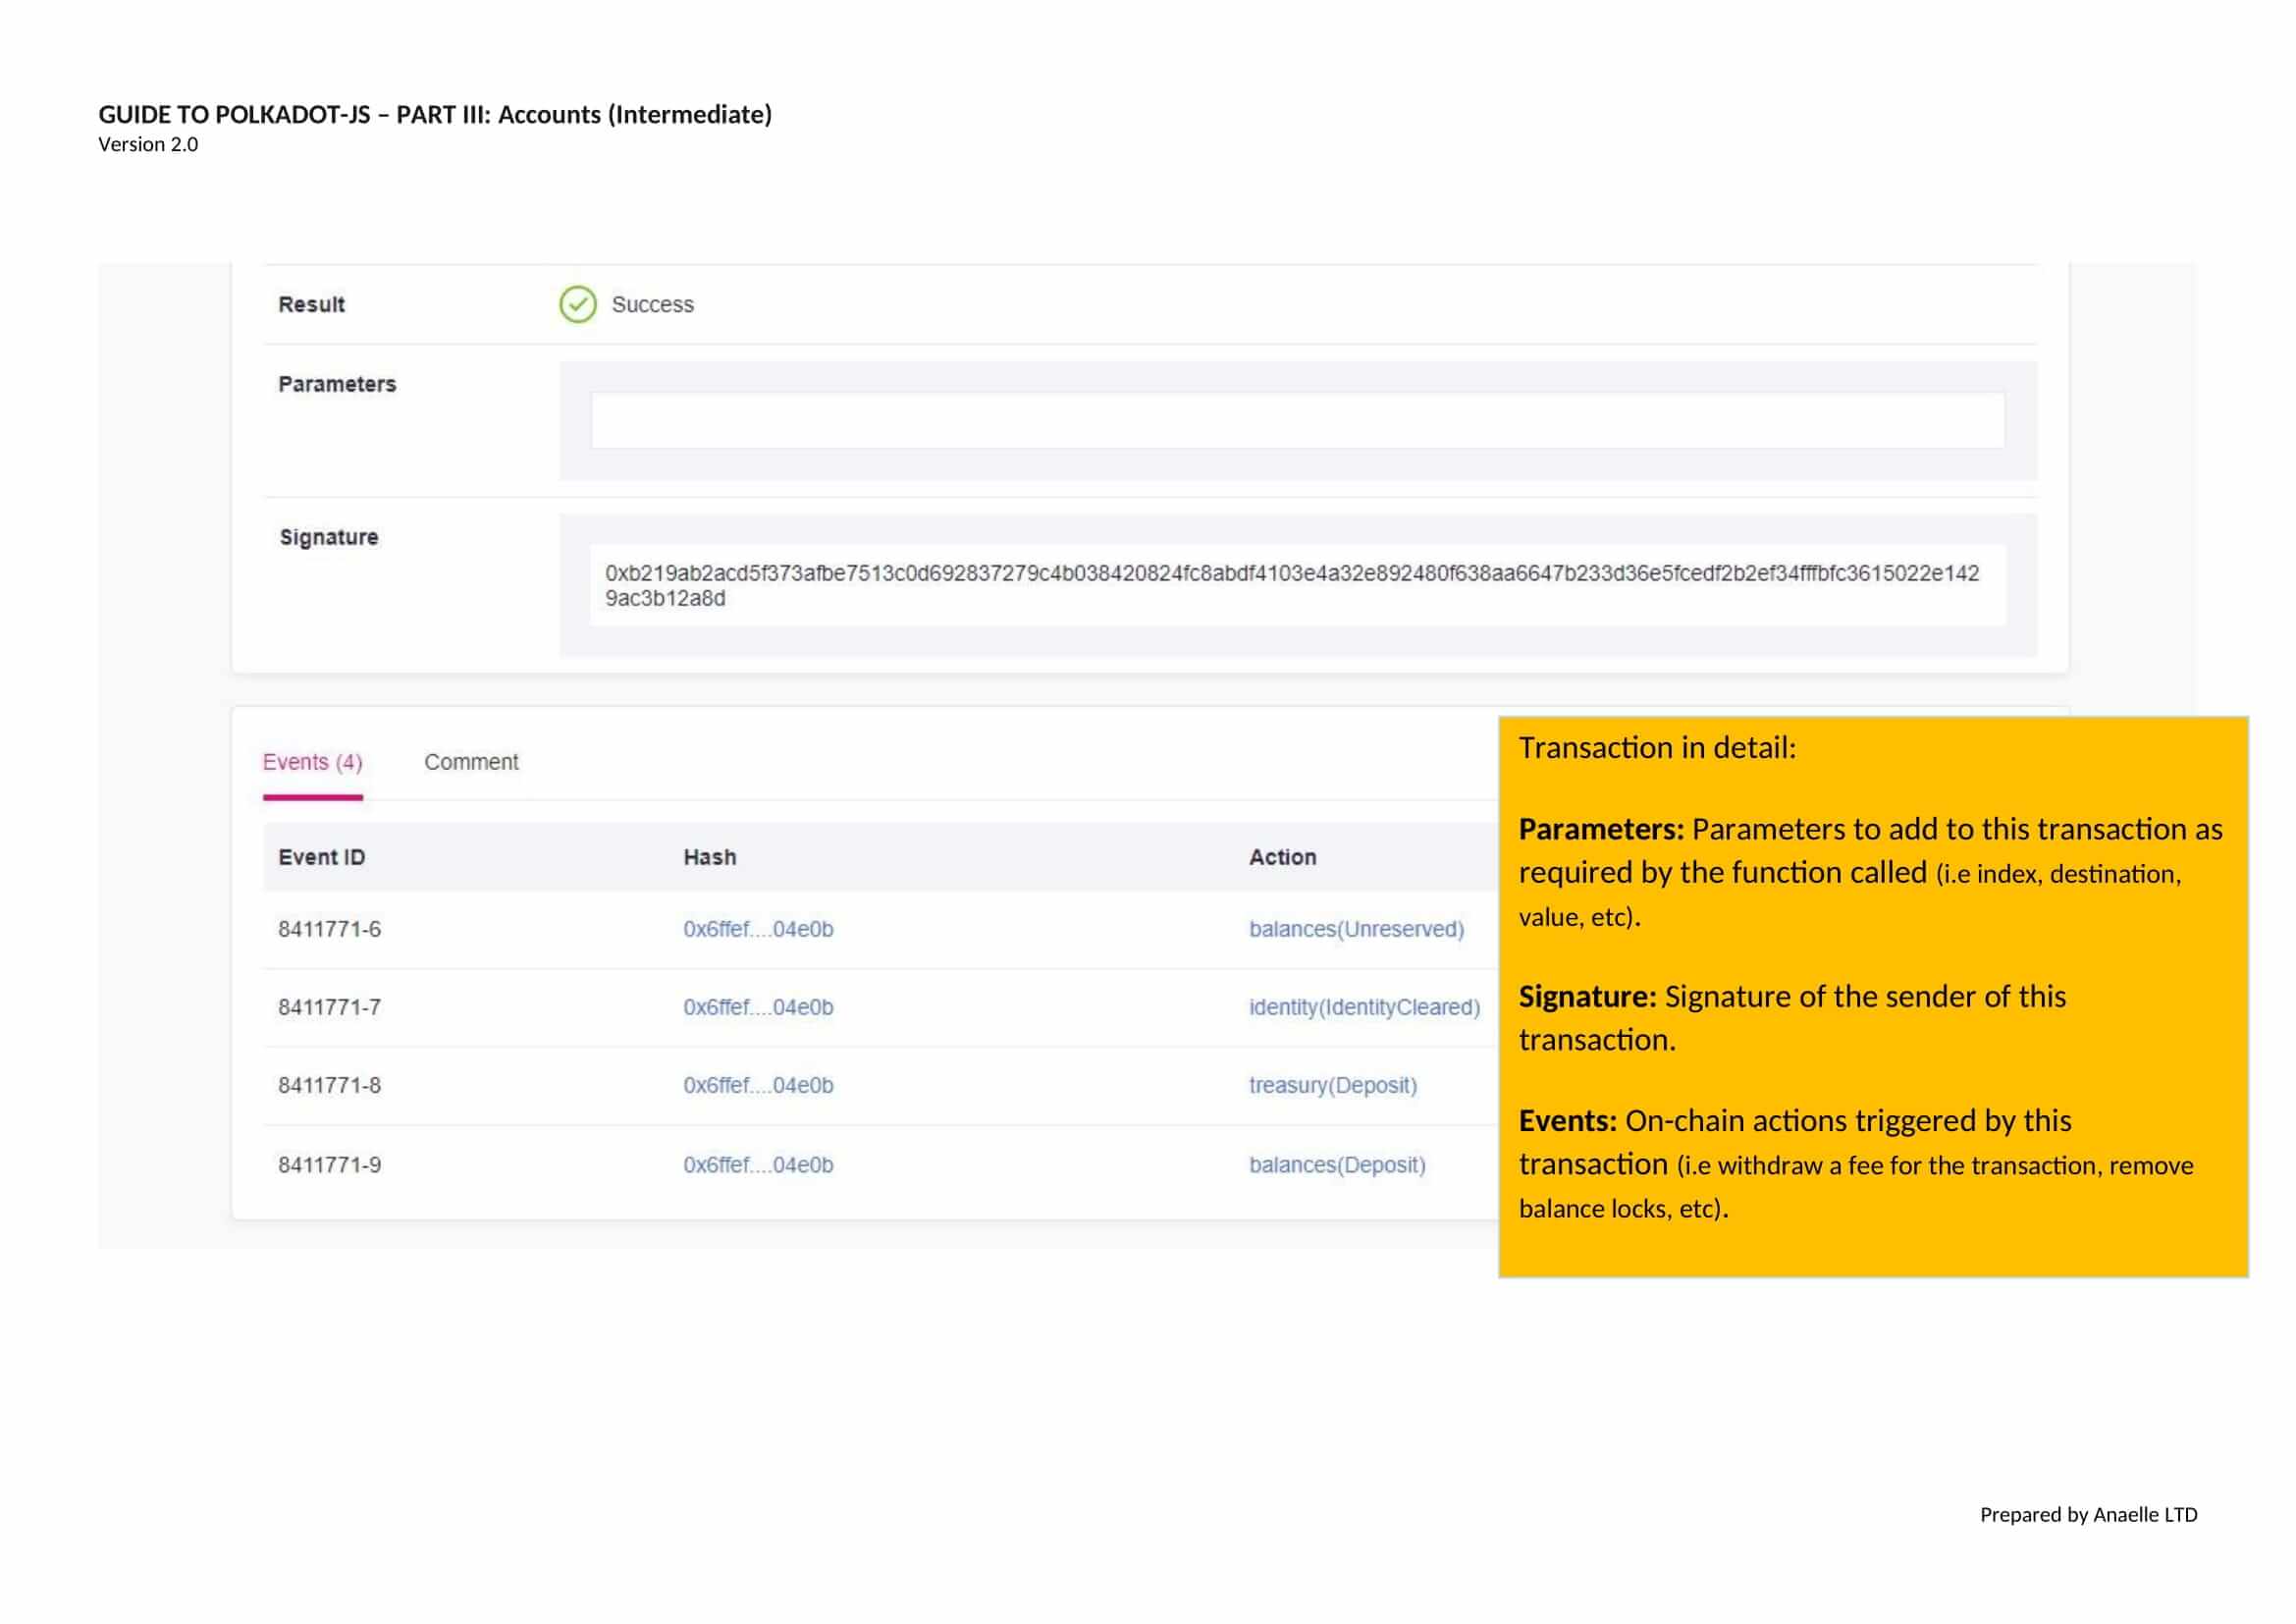 GUIDE TO POLKADOT-JS – PART III: Accounts (Intermediate)
Version 2.0
Result Success
Parameters
Signature
0xb219ab2acd5f373afbe7513c0d692837279c4b038420824fc8abdf4103e4a32e892480f638aa6647b233d36e5fcedf2b2ef34fffbfc3615022e142
9ac3b12a8d
Events (4) Comment
Event ID Hash Action
8411771-6 0x6ffef....04e0b balances(Unreserved)
8411771-7 0x6ffef....04e0b identity(IdentityCleared)
8411771-8 0x6ffef....04e0b treasury(Deposit)
8411771-9 0x6ffef....04e0b balances(Deposit)
Transaction in detail:
Parameters: Parameters to add to this transaction as
required by the function called (i.e index, destination,
value, etc).
Signature: Signature of the sender of this
transaction.
Events: On-chain actions triggered by this
transaction (i.e withdraw a fee for the transaction, remove
balance locks, etc).
Prepared by Anaelle LTD